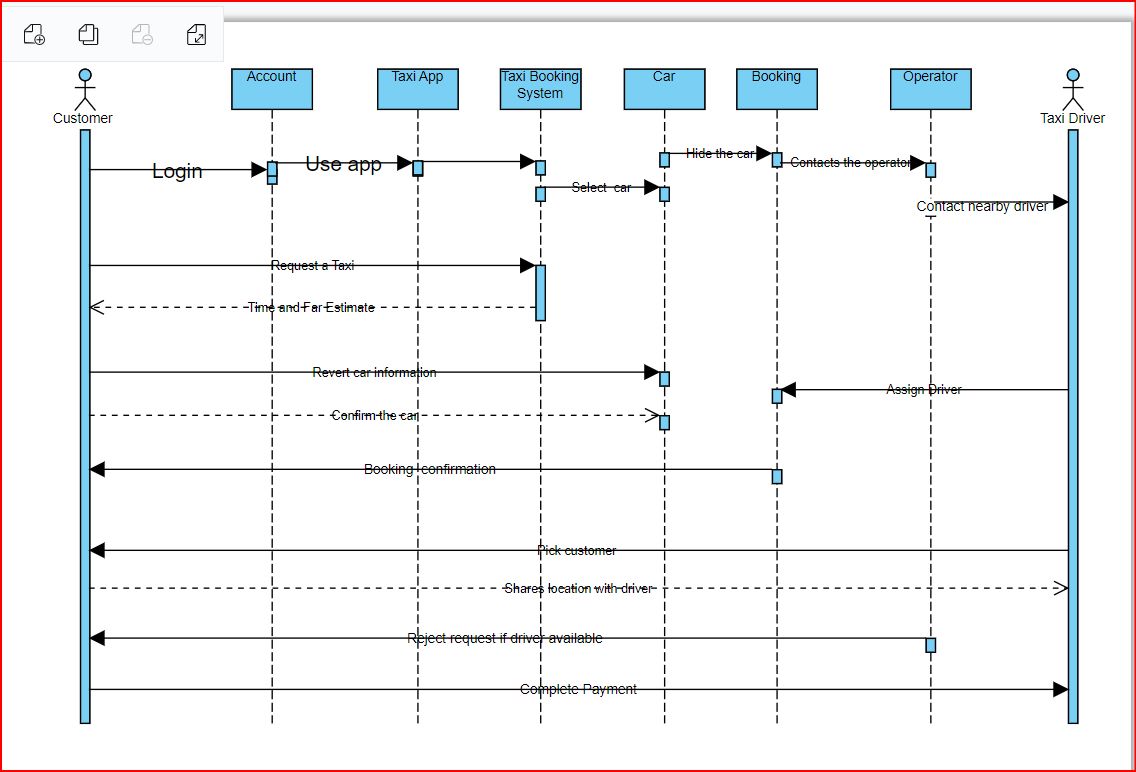 Customer
Account
Taxi App
Taxi Booking
System
Car
Booking
Operator
Taxi Driver
Login
Use app
Hide the car
Contacts the operator
Select car
Contact nearby driver
Request a Taxi
Time and Far Estimate
Revert car information
Assign Driver
Confirm the car
Booking confirmation
Pick customer
Shares location with driver
Reject request if driver available
Complete Payment